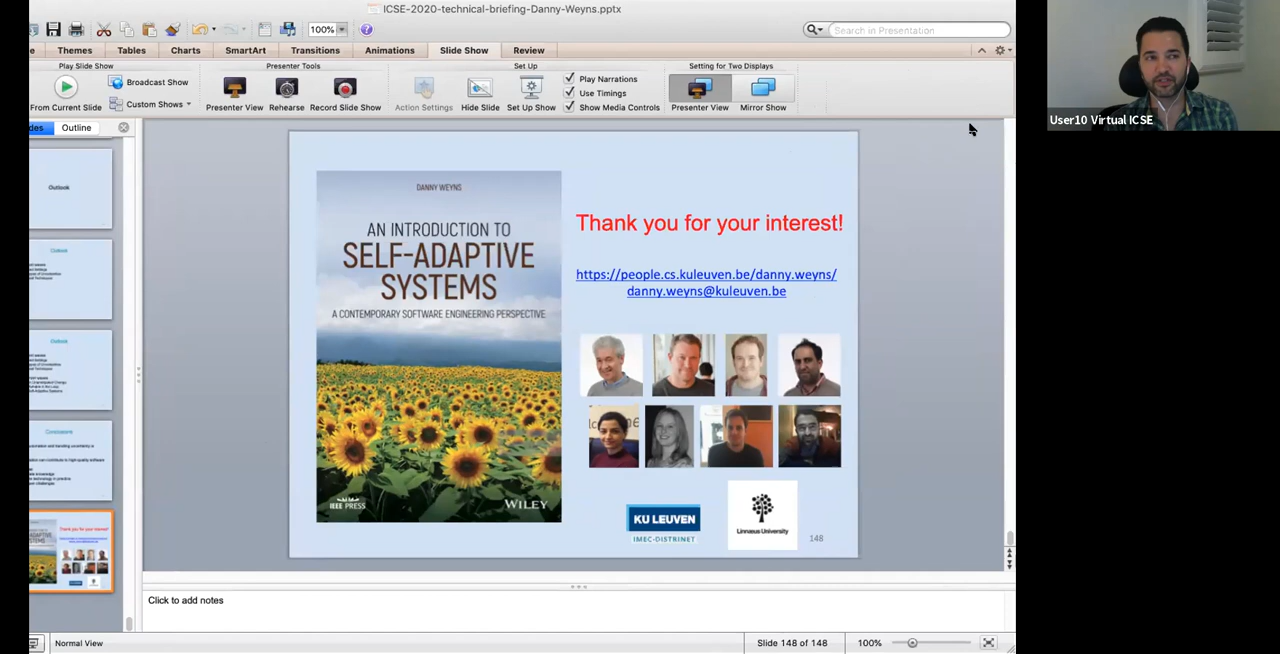 ICSE-2020-technical-briefing-Danny-Weyns.pptx
100%
Search in Presentation
e Themes Tables Charts SmartArt Transitions Animations Slide Show Review
Play Slide Show
Presenter Tools
Set Up
Setting for Two Displays
Broadcast Show
Custom Shows
From Current Slide
Presenter View
Rehearse
Record Slide Show
Action Settings
Hide Slide
Set Up Show
Play Narrations
Use Timings
Show Media Controls
Presenter View
Mirror Show
User10 Virtual ICSE
des
Outline
Outlook
Outlook
Outlook
Conclusions
DANNY WEYNS
AN INTRODUCTION TO
SELF-ADAPTIVE
SYSTEMS
A CONTEMPORARY SOFTWARE ENGINEERING PERSPECTIVE
IEEE PRESS
WILEY
Thank you for your interest!
https://people.cs.kuleuven.be/danny.weyns/
danny.weyns@kuleuven.be
KU LEUVEN
IMEC-DISTRINET
Linnaeus University
148
Click to add notes
Normal View
Slide 148 of 148
100%